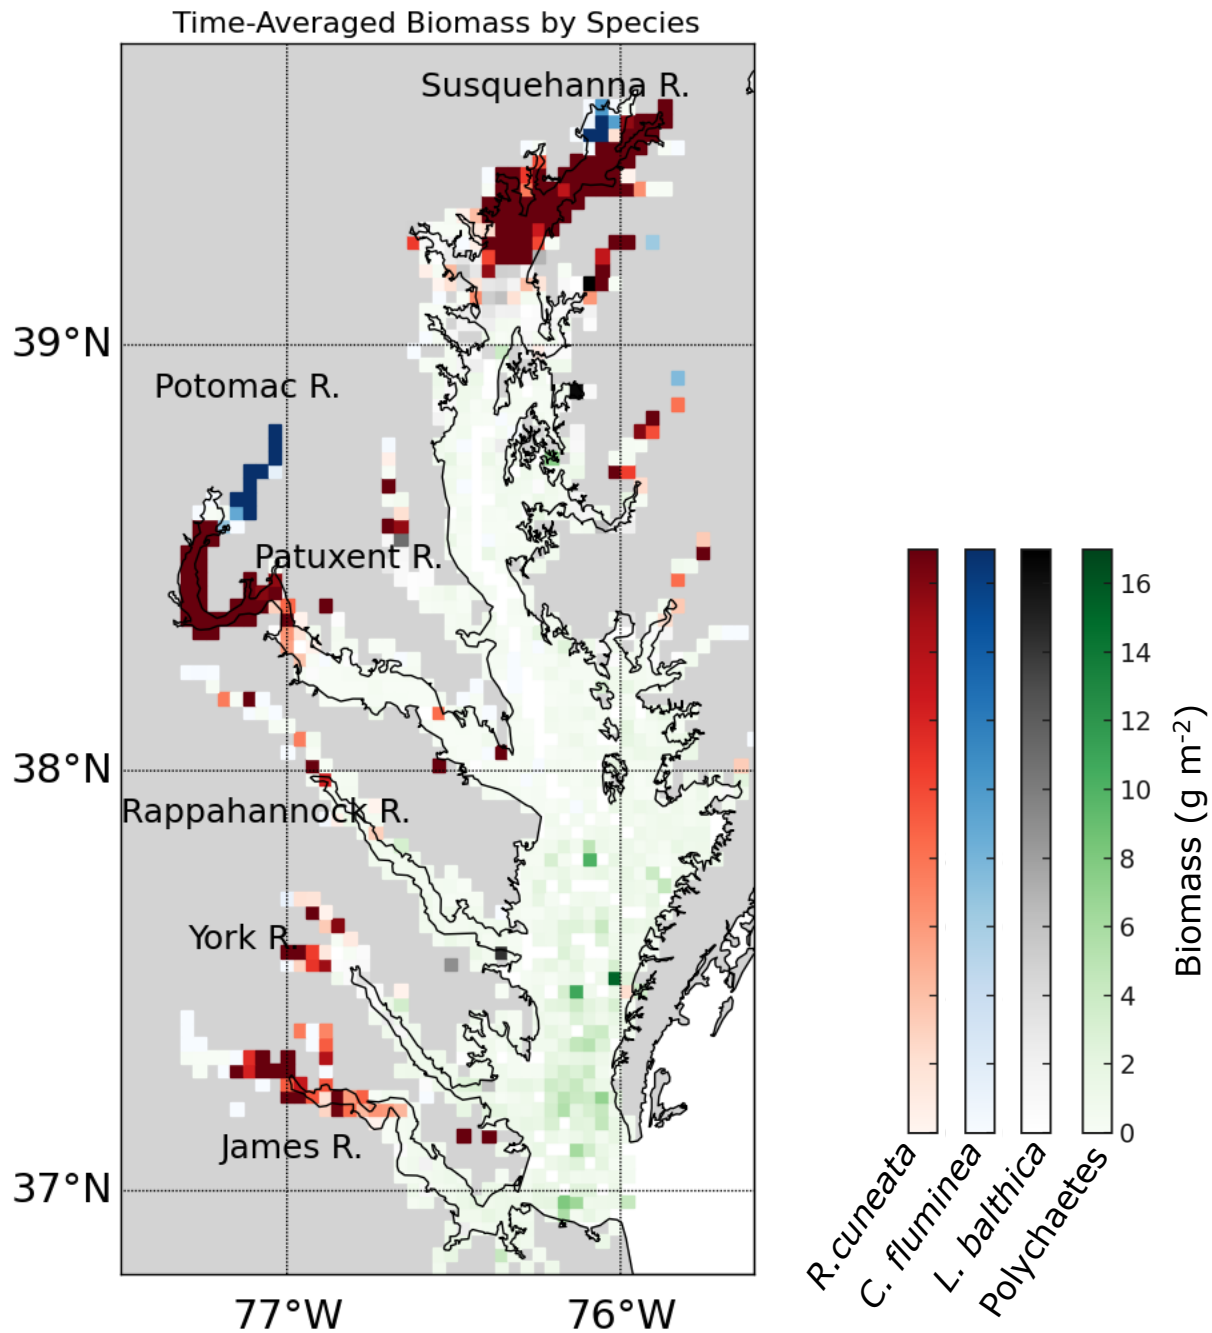 Time-Averaged Biomass by Species
Susquehanna R.
39°N
Potomac R.
Patuxent R.
38°N
Rappahannock R.
York R.
James R.
37°N
77°W
76°W
16
14
12
10
8
6
4
2
0
Biomass (g m⁻²)
R.cuneata
C. fluminea
L. balthica
Polychaetes